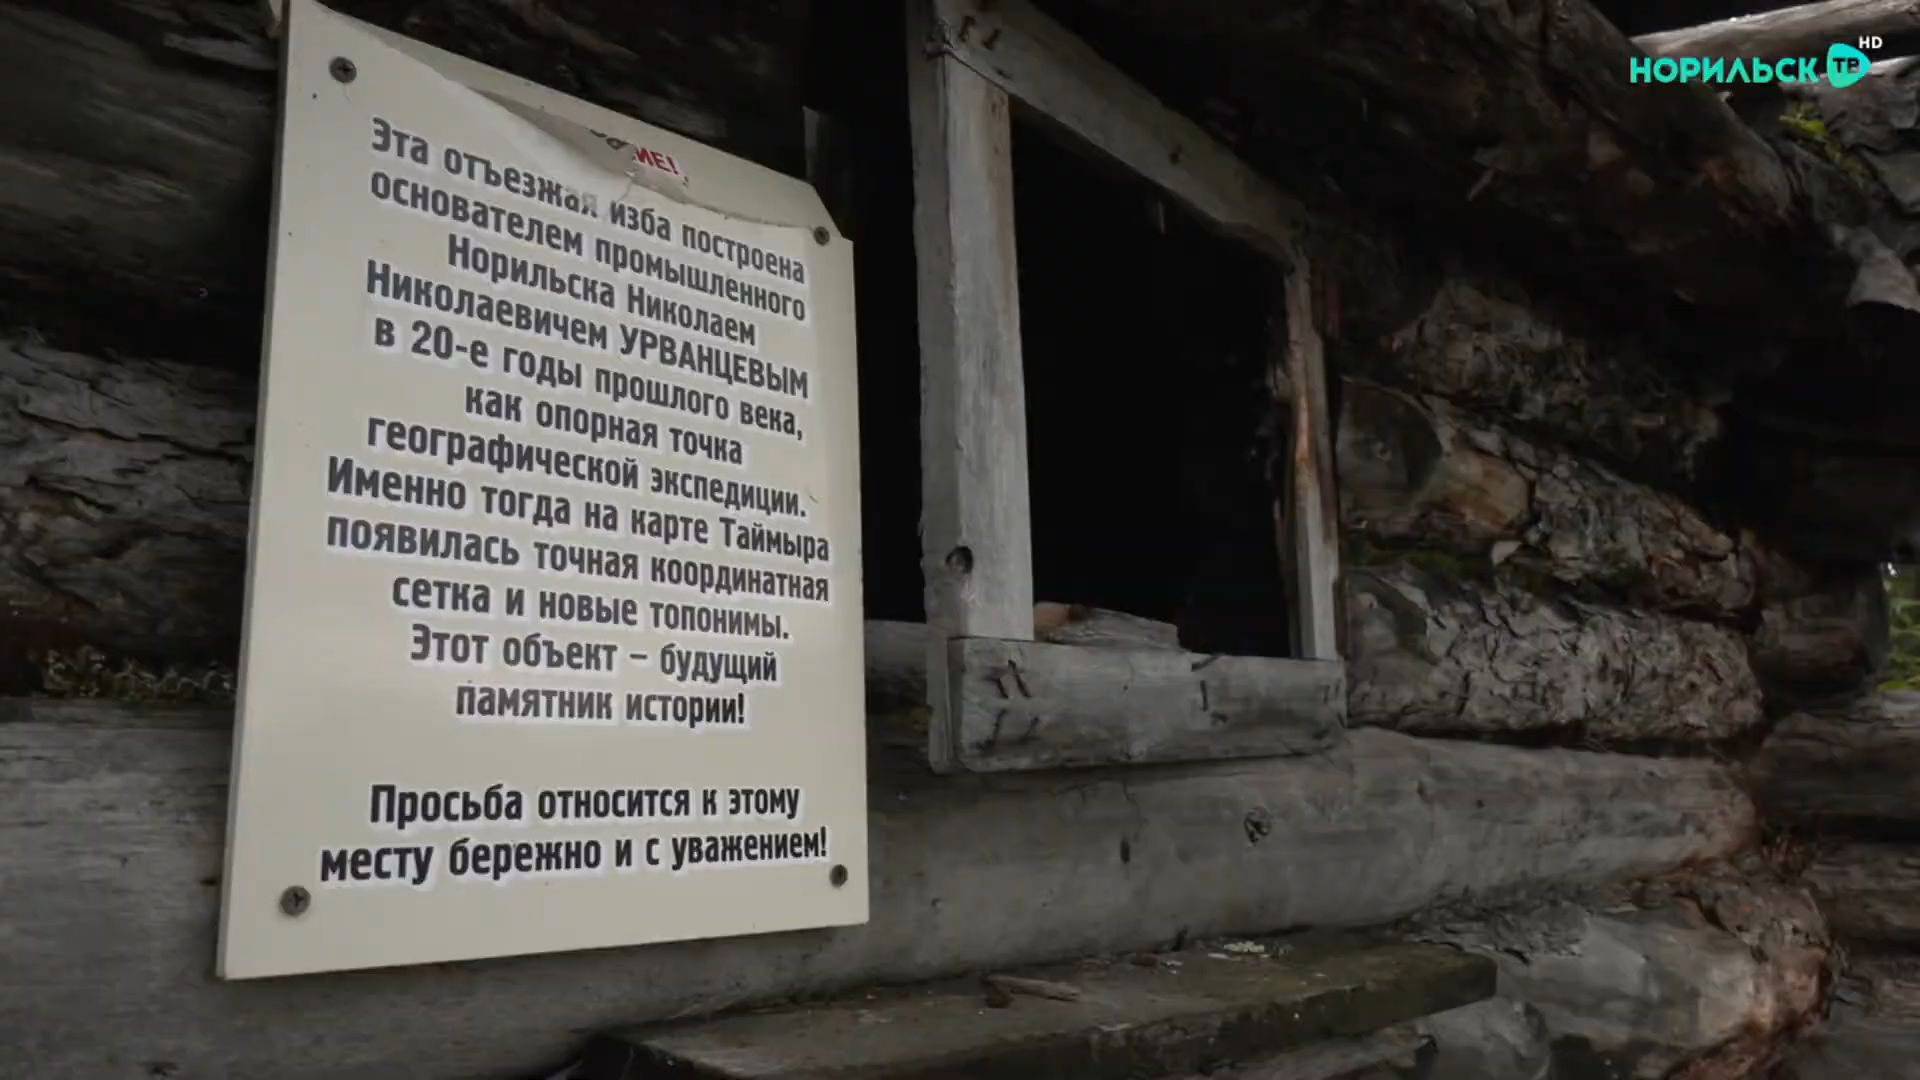 НОРИЛЬСК ТВ HD
Эта отъезжая изба построена
основателем промышленного
Норильска Николаем
Николаевичем УРВАНЦЕВЫМ
в 20-е годы прошлого века,
как опорная точка
географической экспедиции.
Именно тогда на карте Таймыра
появилась точная координатная
сетка и новые топонимы.
Этот объект – будущий
памятник истории!
Просьба относится к этому
месту бережно и с уважением!